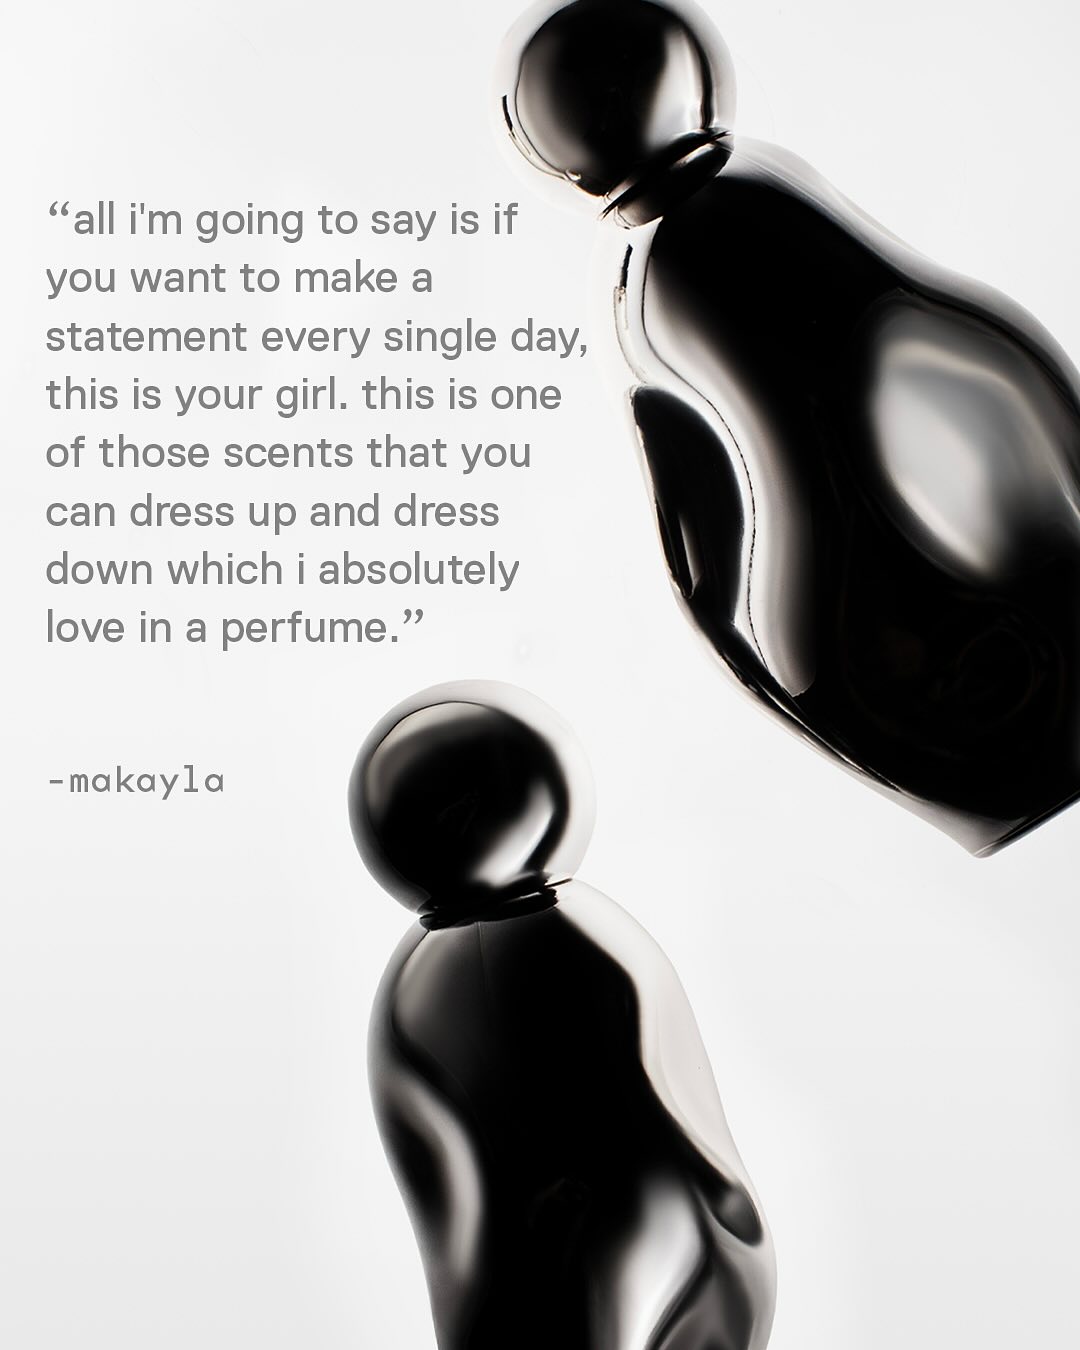 “all i'm going to say is if
you want to make a
statement every single day,
this is your girl. this is one
of those scents that you
can dress up and dress
down which i absolutely
love in a perfume.”
-makayla